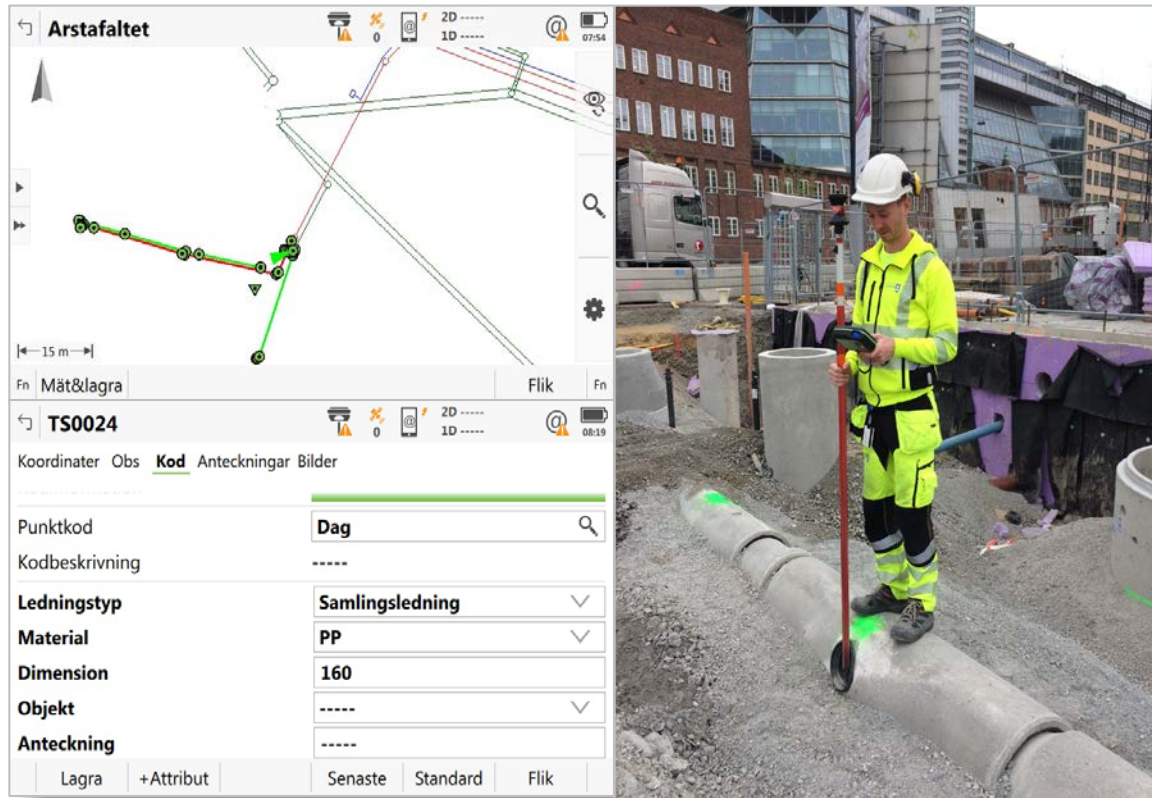 Arstafaltet
0
@
2D -----
1D -----
@
07:54
15 m
Fn Mät&lagra Flik Fn
TS0024
0
@
2D -----
1D -----
@
08:19
Koordinater Obs Kod Anteckningar Bilder
Punktkod Dag
Kodbeskrivning -----
Ledningstyp Samlingsledning
Material PP
Dimension 160
Objekt -----
Anteckning -----
Lagra +Attribut Senaste Standard Flik